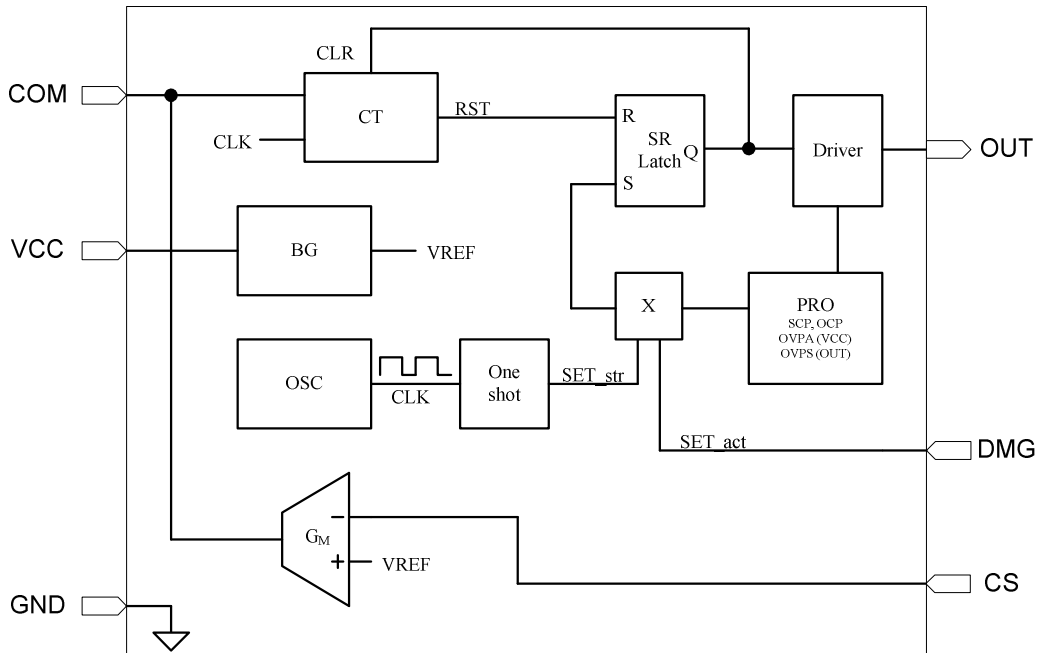 CLR
COM
CT
RST
CLK
R
SR
Latch
Q
S
Driver
OUT
VCC
BG
VREF
X
PRO
SCP, OCP
OVPA (VCC)
OVPS (OUT)
OSC
CLK
One
shot
SET_str
SET_act
DMG
GM
−
+
VREF
CS
GND